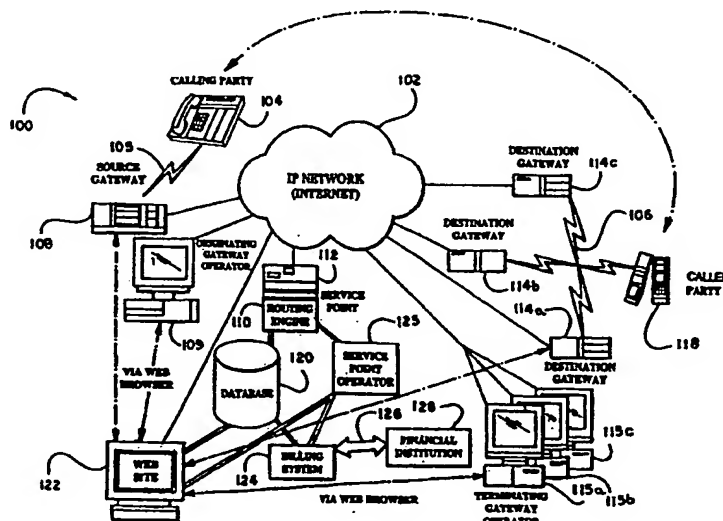 CALLING PARTY
104
102
100
105
SOURCE
GATEWAY
IP NETWORK
(INTERNET)
DESTINATION
GATEWAY
114c
106
108
ORIGINATING GATEWAY
OPERATOR
112
SERVICE
POINT
DESTINATION
GATEWAY
114b
CALLED
PARTY
118
110
ROUTING
ENGINE
125
114a
109
DESTINATION
GATEWAY
VIA WEB
BROWSER
120
DATABASE
SERVICE
POINT
OPERATOR
126
128
FINANCIAL
INSTITUTION
115c
122
WEB
SITE
BILLING
SYSTEM
124
115a
115b
VIA WEB BROWSER
TERMINATING
GATEWAY
OPERATOR